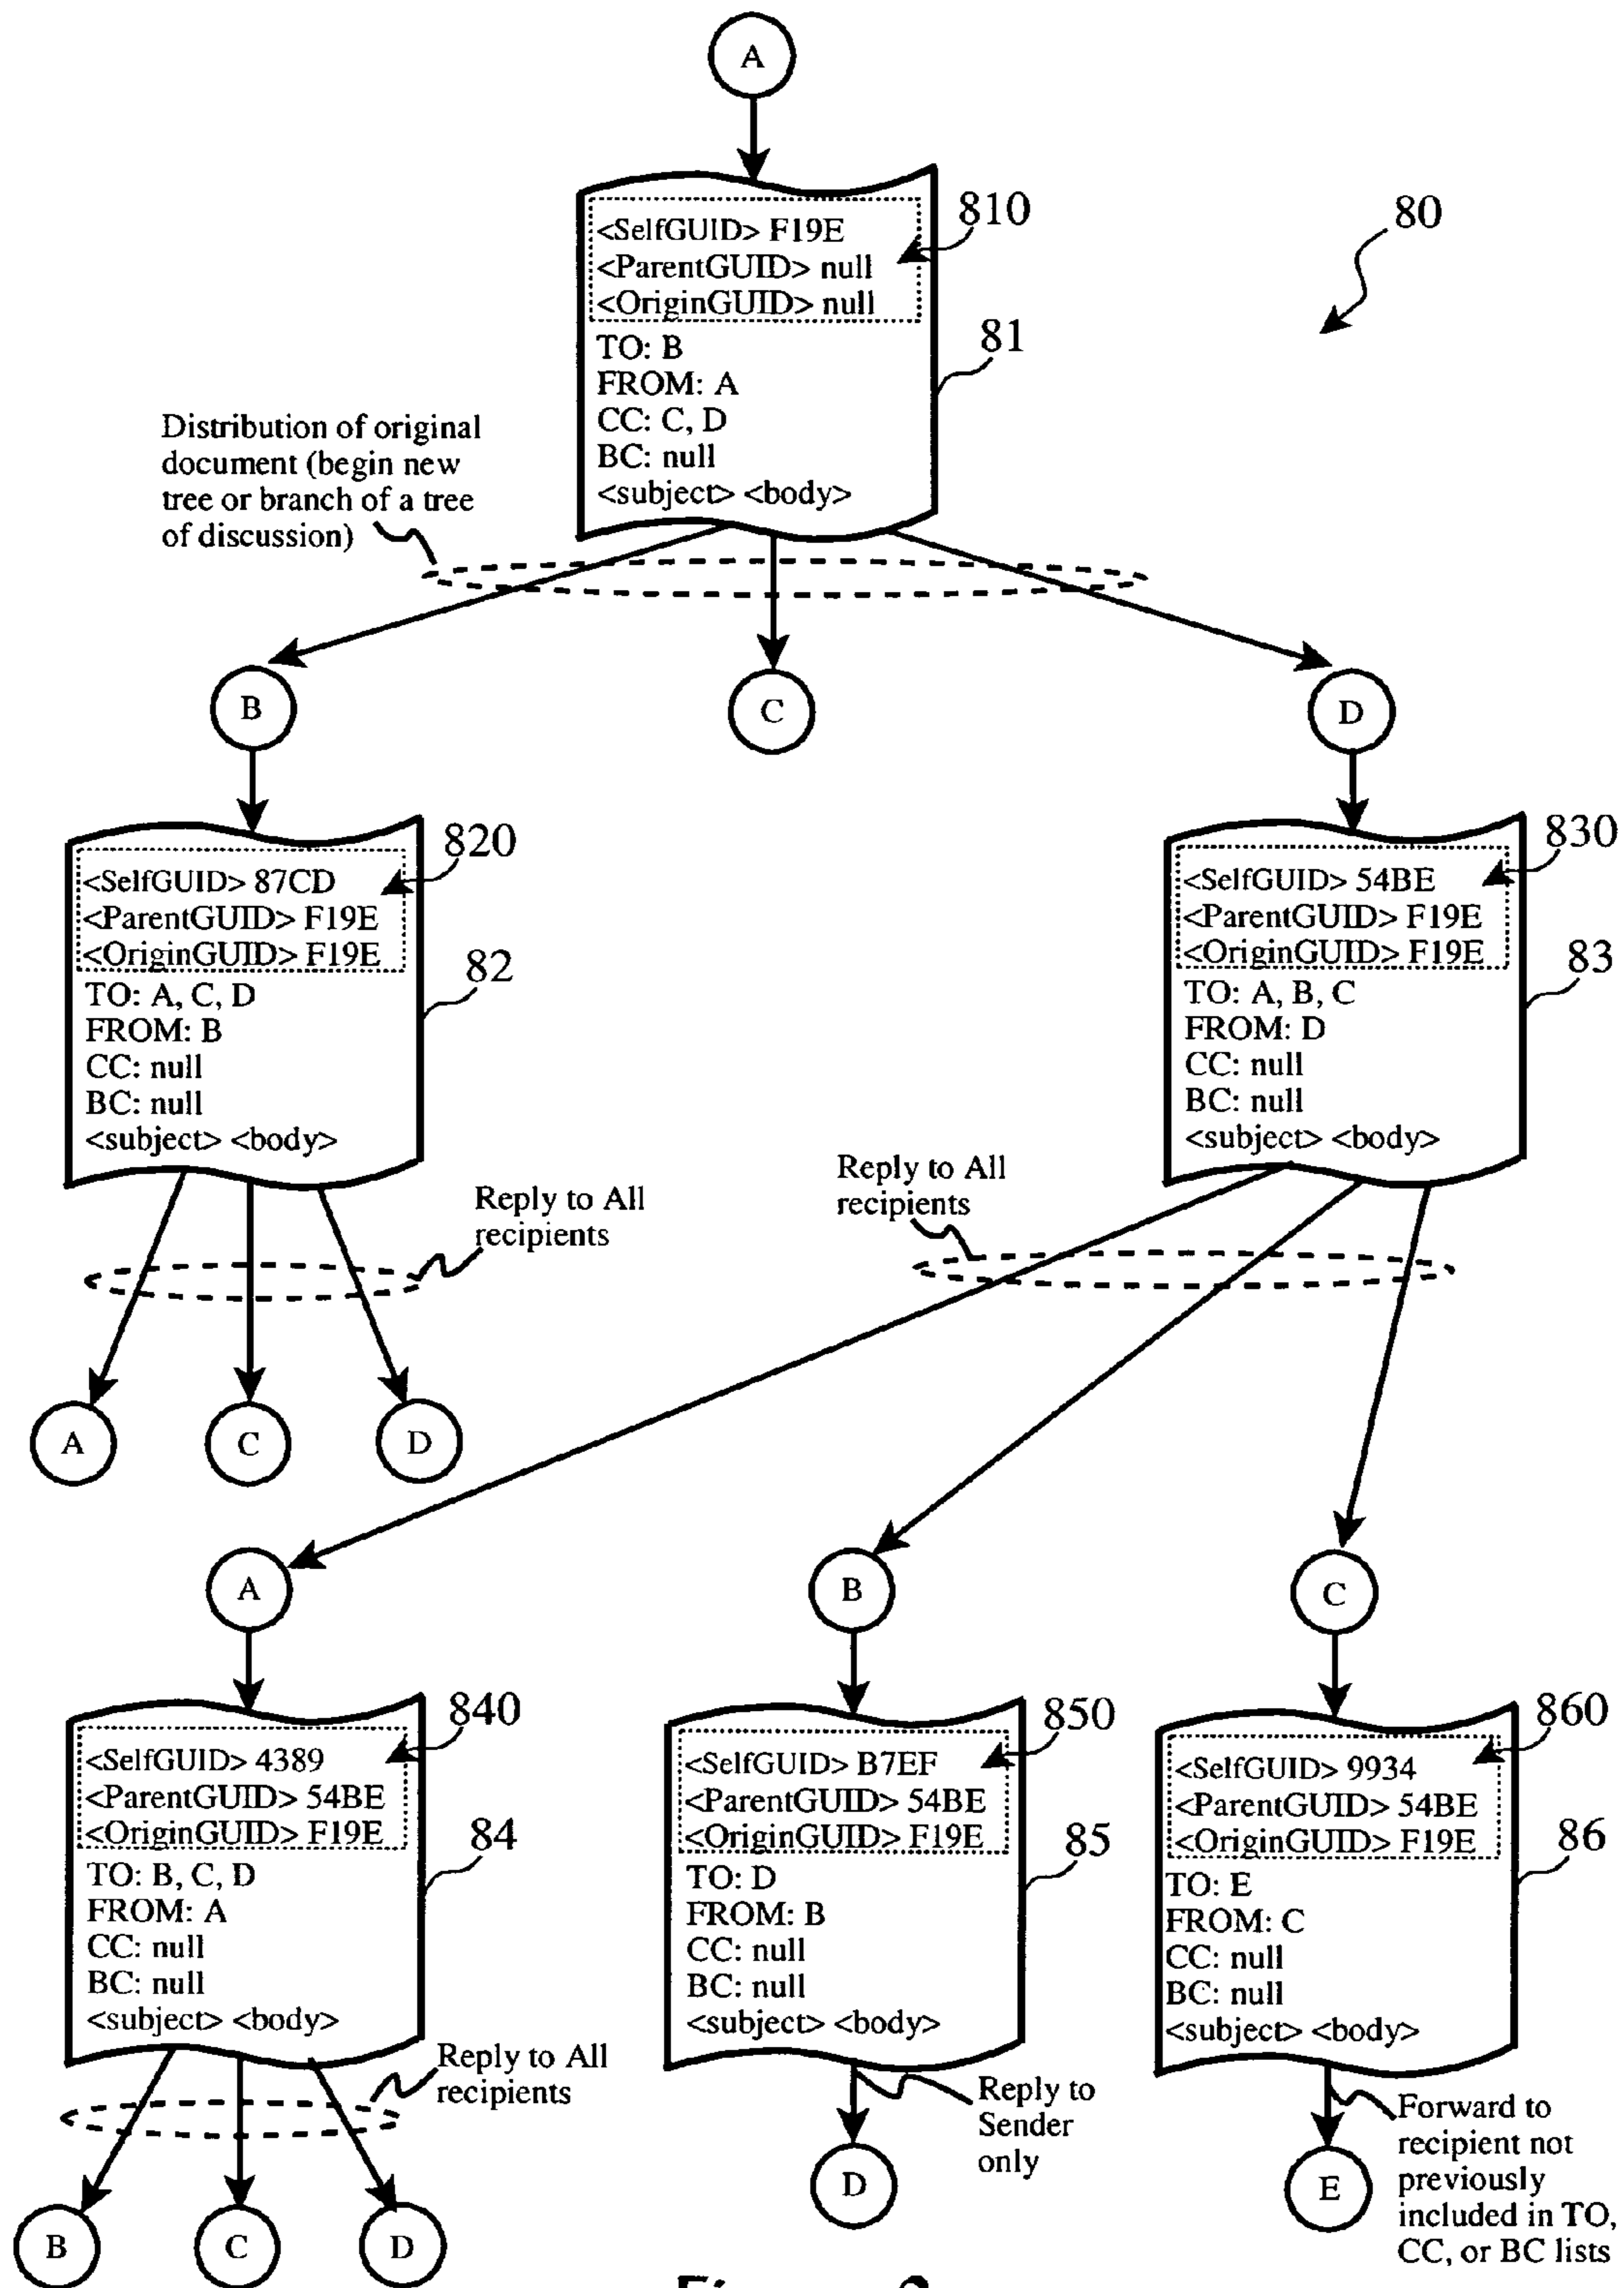 A
<SelfGUID> F19E
<ParentGUID> null
<OriginGUID> null
810
80
TO: B
FROM: A
CC: C, D
BC: null
<subject> <body>
81
Distribution of original
document (begin new
tree or branch of a tree
of discussion)
B
C
D
<SelfGUID> 87CD
<ParentGUID> F19E
<OriginGUID> F19E
820
TO: A, C, D
FROM: B
CC: null
BC: null
<subject> <body>
82
<SelfGUID> 54BE
<ParentGUID> F19E
<OriginGUID> F19E
830
TO: A, B, C
FROM: D
CC: null
BC: null
<subject> <body>
83
Reply to All
recipients
Reply to All
recipients
A
C
D
A
B
C
<SelfGUID> 4389
<ParentGUID> 54BE
<OriginGUID> F19E
840
TO: B, C, D
FROM: A
CC: null
BC: null
<subject> <body>
84
<SelfGUID> B7EF
<ParentGUID> 54BE
<OriginGUID> F19E
850
TO: D
FROM: B
CC: null
BC: null
<subject> <body>
85
<SelfGUID> 9934
<ParentGUID> 54BE
<OriginGUID> F19E
860
TO: E
FROM: C
CC: null
BC: null
<subject> <body>
86
Reply to All
recipients
Reply to
Sender
only
Forward to
recipient not
previously
included in TO,
CC, or BC lists
B
C
D
D
E